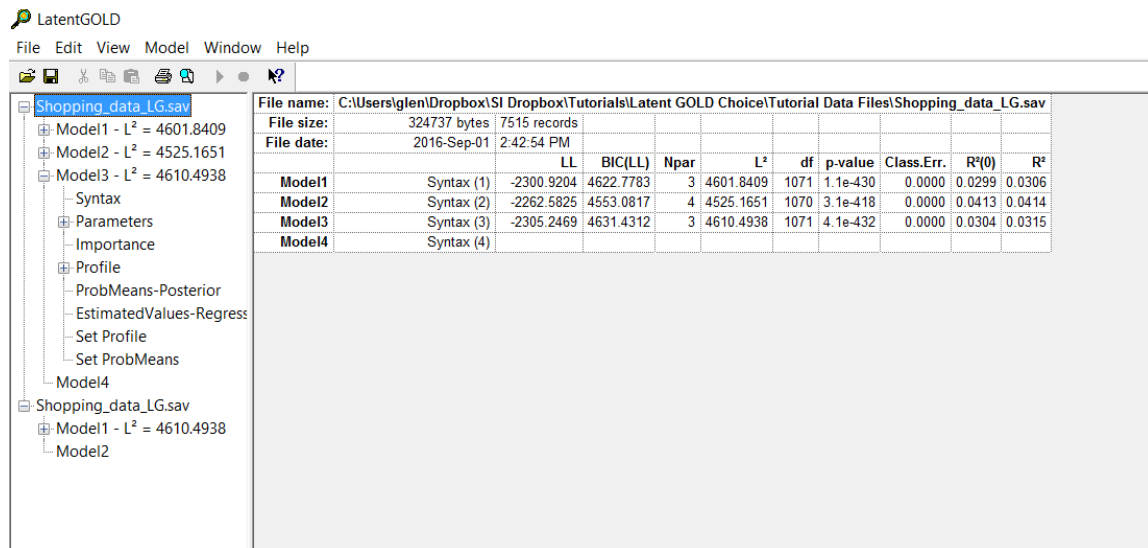 LatentGOLD
File Edit View Model Window Help
Shopping_data_LG.sav
Model1 - L² = 4601.8409
Model2 - L² = 4525.1651
Model3 - L² = 4610.4938
Syntax
Parameters
Importance
Profile
ProbMeans-Posterior
EstimatedValues-Regress
Set Profile
Set ProbMeans
Model4
Shopping_data_LG.sav
Model1 - L² = 4610.4938
Model2
File name: C:\Users\glen\Dropbox\SI Dropbox\Tutorials\Latent GOLD Choice\Tutorial Data Files\Shopping_data_LG.sav
File size: 324737 bytes 7515 records
File date: 2016-Sep-01 2:42:54 PM
LL BIC(LL) Npar L² df p-value Class.Err. R²(0) R²
Model1 Syntax (1) -2300.9204 4622.7783 3 4601.8409 1071 1.1e-430 0.0000 0.0299 0.0306
Model2 Syntax (2) -2262.5825 4553.0817 4 4525.1651 1070 3.1e-418 0.0000 0.0413 0.0414
Model3 Syntax (3) -2305.2469 4631.4312 3 4610.4938 1071 4.1e-432 0.0000 0.0304 0.0315
Model4 Syntax (4)